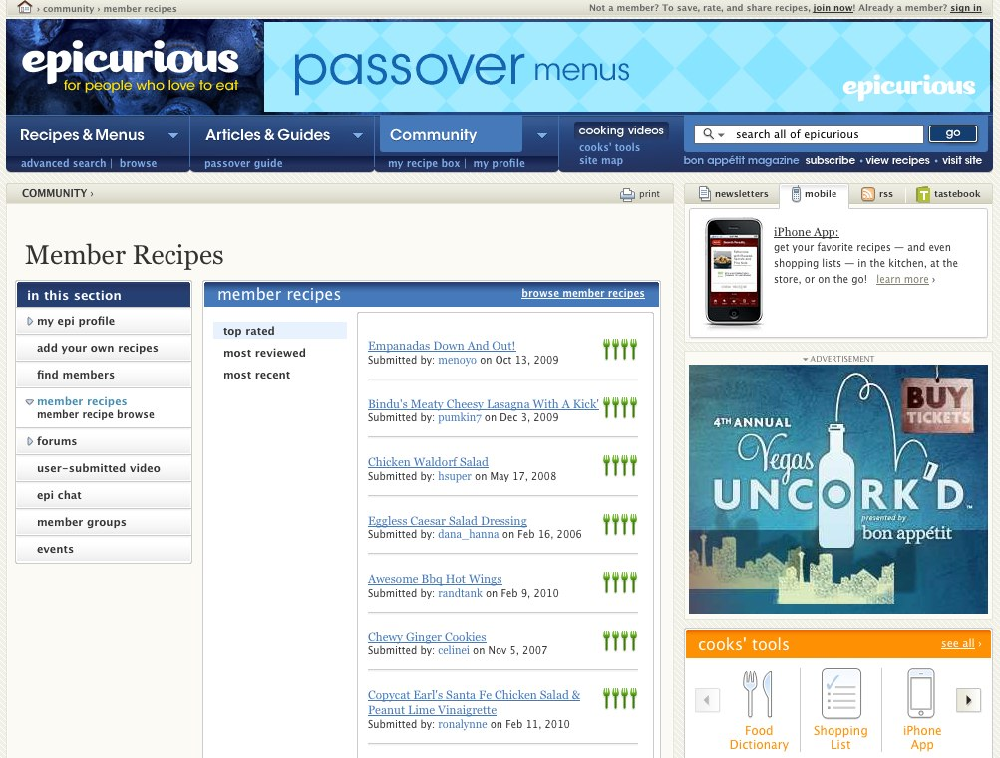 › community › member recipes
Not a member? To save, rate, and share recipes, join now! Already a member? sign in
epicurious
for people who love to eat
passover menus
epicurious
Recipes & Menus
Articles & Guides
Community
cooking videos
search all of epicurious
go
advanced search | browse
passover guide
my recipe box | my profile
cooks' tools
site map
bon appétit magazine subscribe • view recipes • visit site
COMMUNITY ›
print
newsletters
mobile
rss
tastebook
iPhone App:
get your favorite recipes — and even
shopping lists — in the kitchen, at the
store, or on the go! learn more ›
Member Recipes
in this section
my epi profile
add your own recipes
find members
member recipes
member recipe browse
forums
user-submitted video
epi chat
member groups
events
member recipes
browse member recipes
top rated
most reviewed
most recent
Empanadas Down And Out!
Submitted by: menoyo on Oct 13, 2009
Bindu's Meaty Cheesy Lasagna With A Kick'
Submitted by: pumkin7 on Dec 3, 2009
Chicken Waldorf Salad
Submitted by: hsuper on May 17, 2008
Eggless Caesar Salad Dressing
Submitted by: dana_hanna on Feb 16, 2006
Awesome Bbq Hot Wings
Submitted by: randtank on Feb 9, 2010
Chewy Ginger Cookies
Submitted by: celinei on Nov 5, 2007
Copycat Earl's Santa Fe Chicken Salad &
Peanut Lime Vinaigrette
Submitted by: ronalynne on Feb 11, 2010
ADVERTISEMENT
BUY
TICKETS
4TH ANNUAL
Vegas
UNCORK'D™
presented by
bon appétit
cooks' tools
see all ›
Food
Dictionary
Shopping
List
iPhone
App